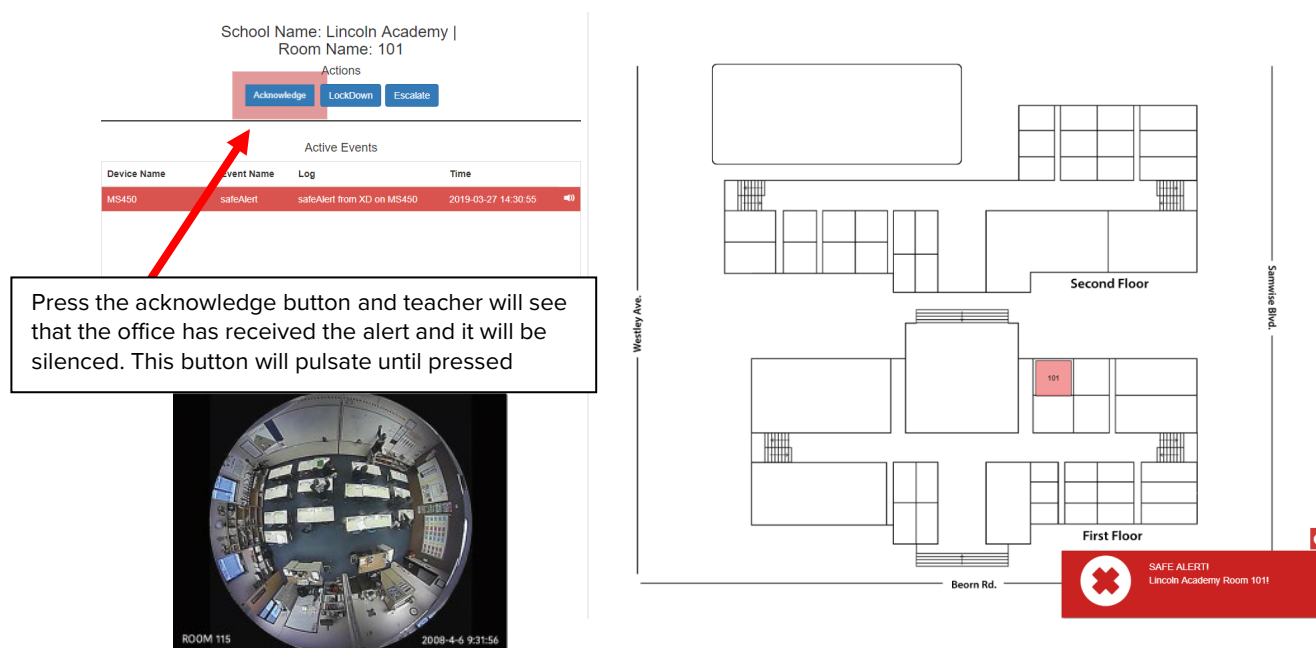 School Name: Lincoln Academy |
Room Name: 101
Actions
Acknowledge LockDown Escalate
Active Events
Device Name Event Name Log Time
MS450 safeAlert safeAlert from XD on MS450 2019-03-27 14:30:55
Press the acknowledge button and teacher will see
that the office has received the alert and it will be
silenced. This button will pulsate until pressed
ROOM 115 2008-4-6 9:31:56
Westley Ave.
Second Floor
Samwise Blvd.
101
First Floor
Beorn Rd.
SAFE ALERT!
Lincoln Academy Room 101!